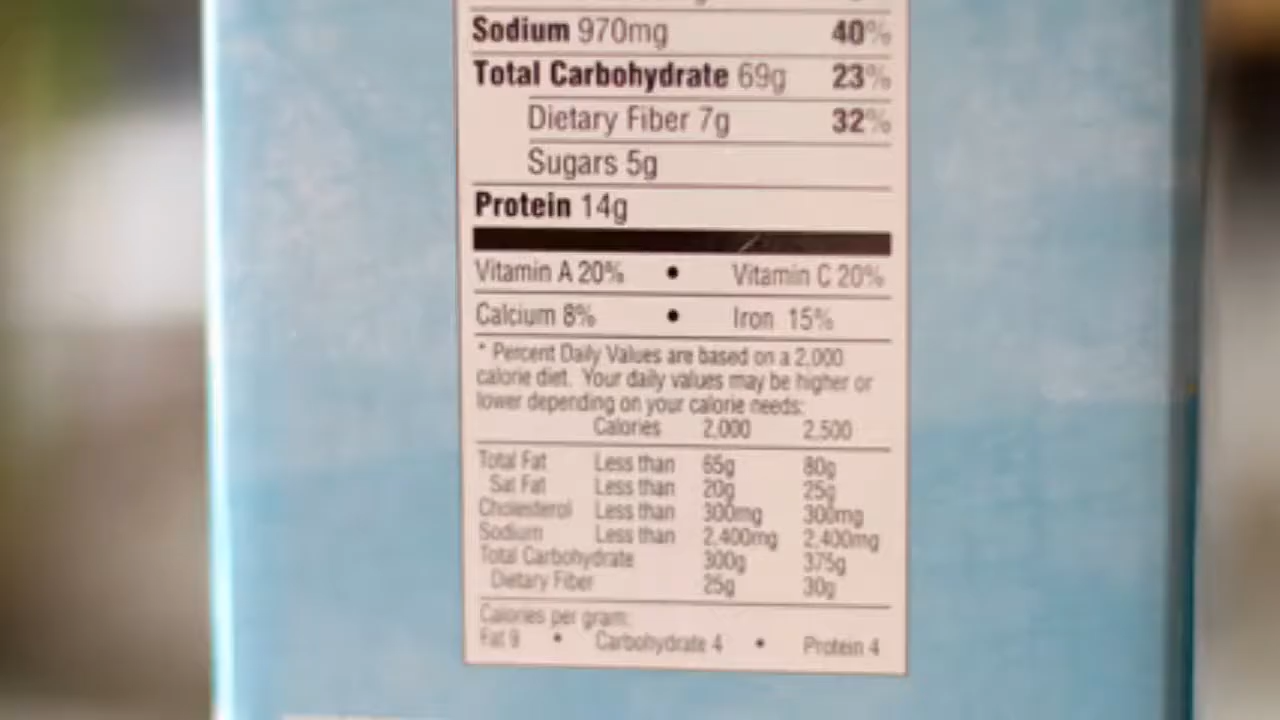 Sodium 970mg 40%
Total Carbohydrate 69g 23%
Dietary Fiber 7g 32%
Sugars 5g
Protein 14g
Vitamin A 20% • Vitamin C 20%
Calcium 8% • Iron 15%
* Percent Daily Values are based on a 2,000
calorie diet. Your daily values may be higher or
lower depending on your calorie needs:
Calories 2,000 2,500
Total Fat Less than 65g 80g
Sat Fat Less than 20g 25g
Cholesterol Less than 300mg 300mg
Sodium Less than 2,400mg 2,400mg
Total Carbohydrate 300g 375g
Dietary Fiber 25g 30g
Calories per gram:
Fat 9 • Carbohydrate 4 • Protein 4